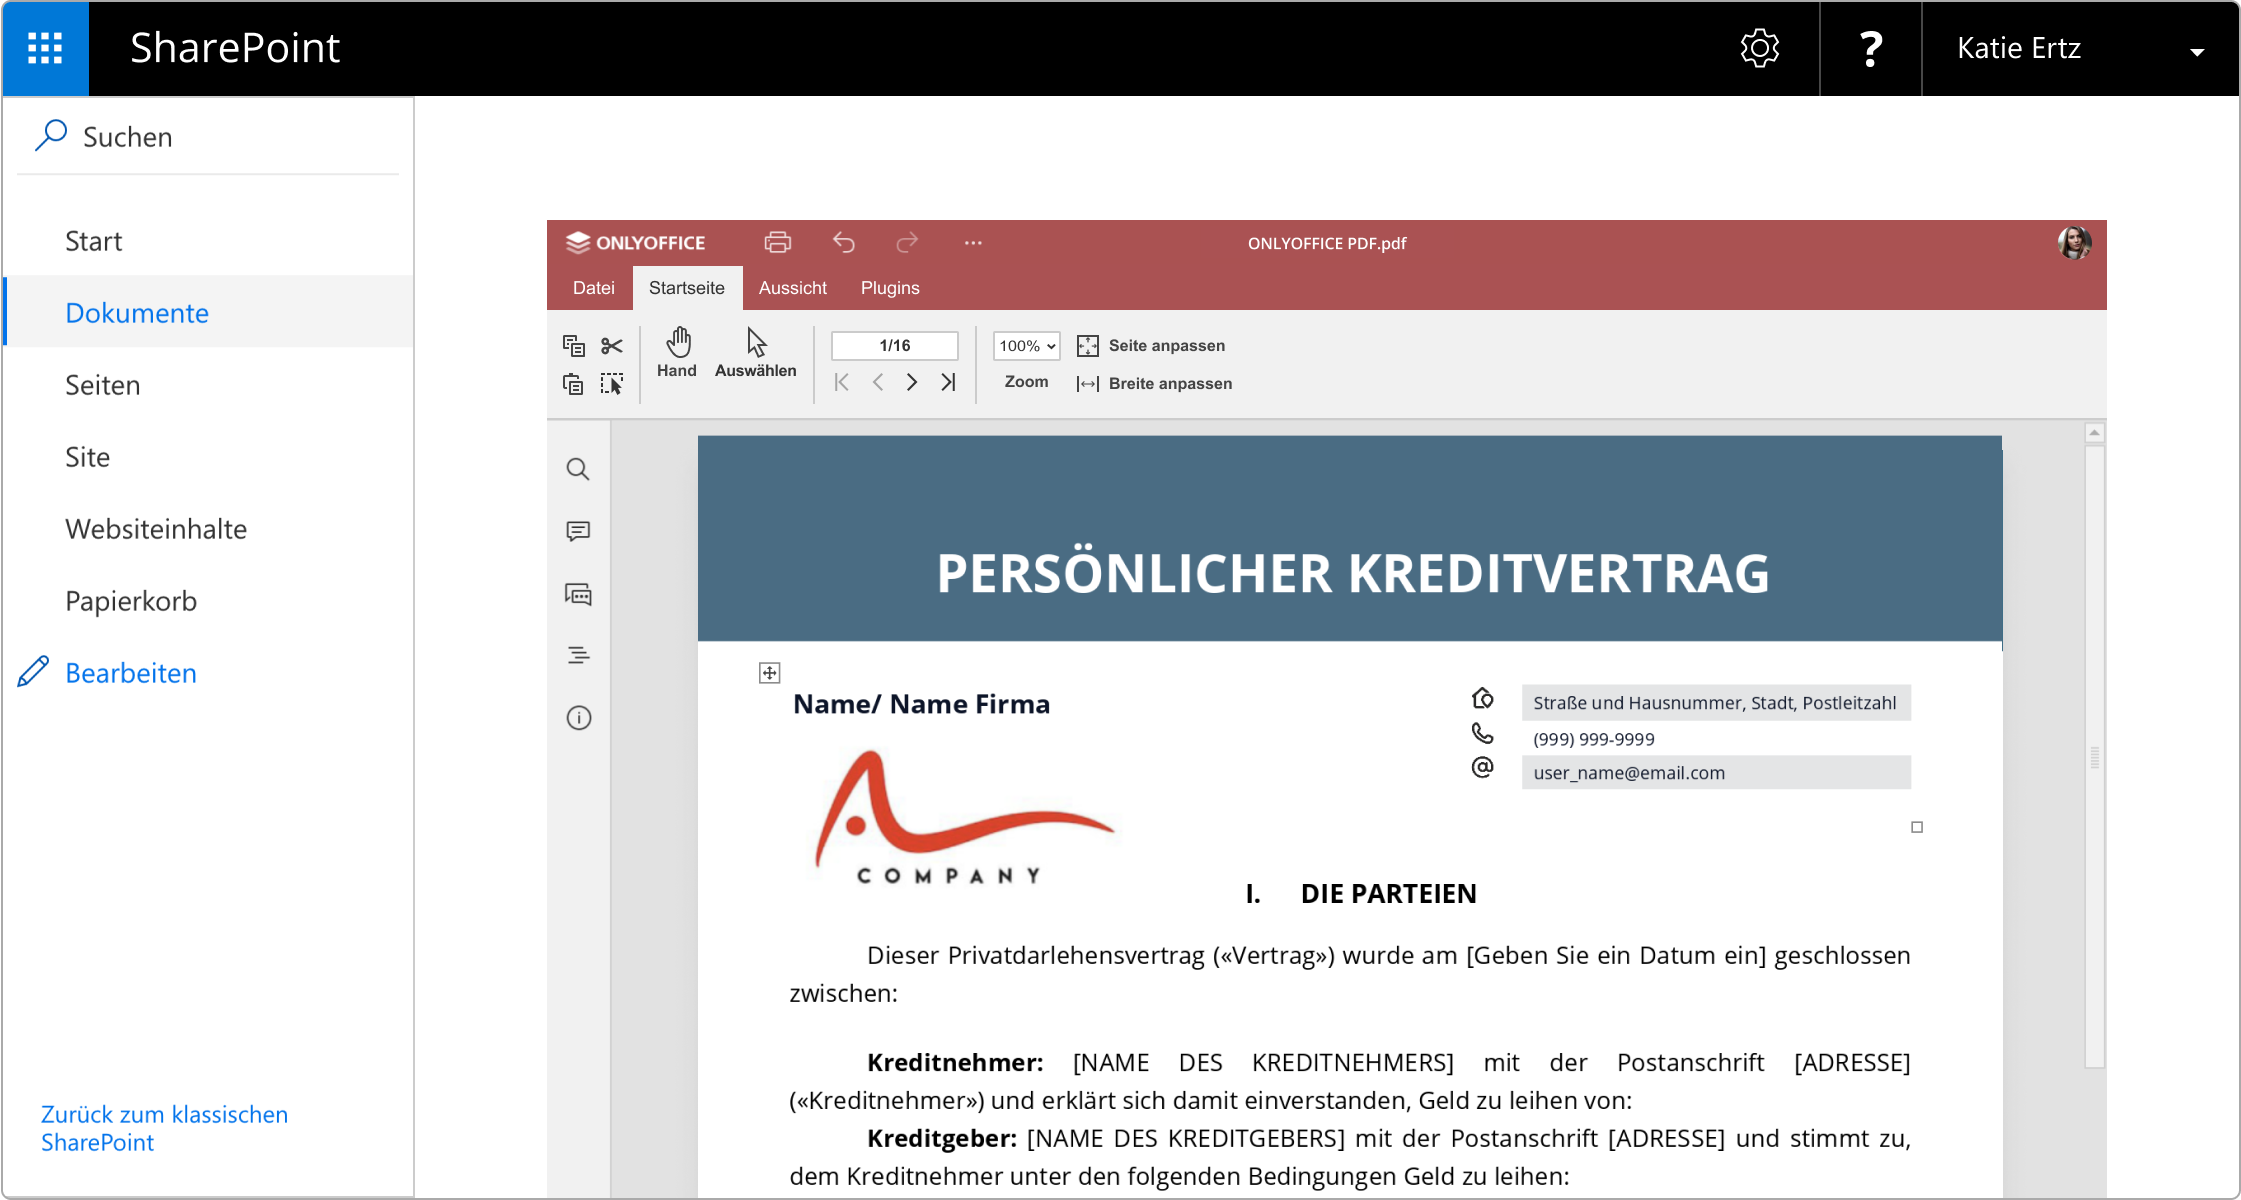 SharePoint
?
Katie Ertz
Suchen
Start
Dokumente
Seiten
Site
Websiteinhalte
Papierkorb
Bearbeiten
Zurück zum klassischen
SharePoint
ONLYOFFICE
ONLYOFFICE PDF.pdf
Datei
Startseite
Aussicht
Plugins
Hand
Auswählen
1/16
100%
Zoom
Seite anpassen
Breite anpassen
PERSÖNLICHER KREDITVERTRAG
Name/ Name Firma
Straße und Hausnummer, Stadt, Postleitzahl
(999) 999-9999
@ user_name@email.com
COMPANY
I. DIE PARTEIEN
Dieser Privatdarlehensvertrag («Vertrag») wurde am [Geben Sie ein Datum ein] geschlossen
zwischen:
Kreditnehmer: [NAME DES KREDITNEHMERS] mit der Postanschrift [ADRESSE]
(«Kreditnehmer») und erklärt sich damit einverstanden, Geld zu leihen von:
Kreditgeber: [NAME DES KREDITGEBERS] mit der Postanschrift [ADRESSE] und stimmt zu,
dem Kreditnehmer unter den folgenden Bedingungen Geld zu leihen: